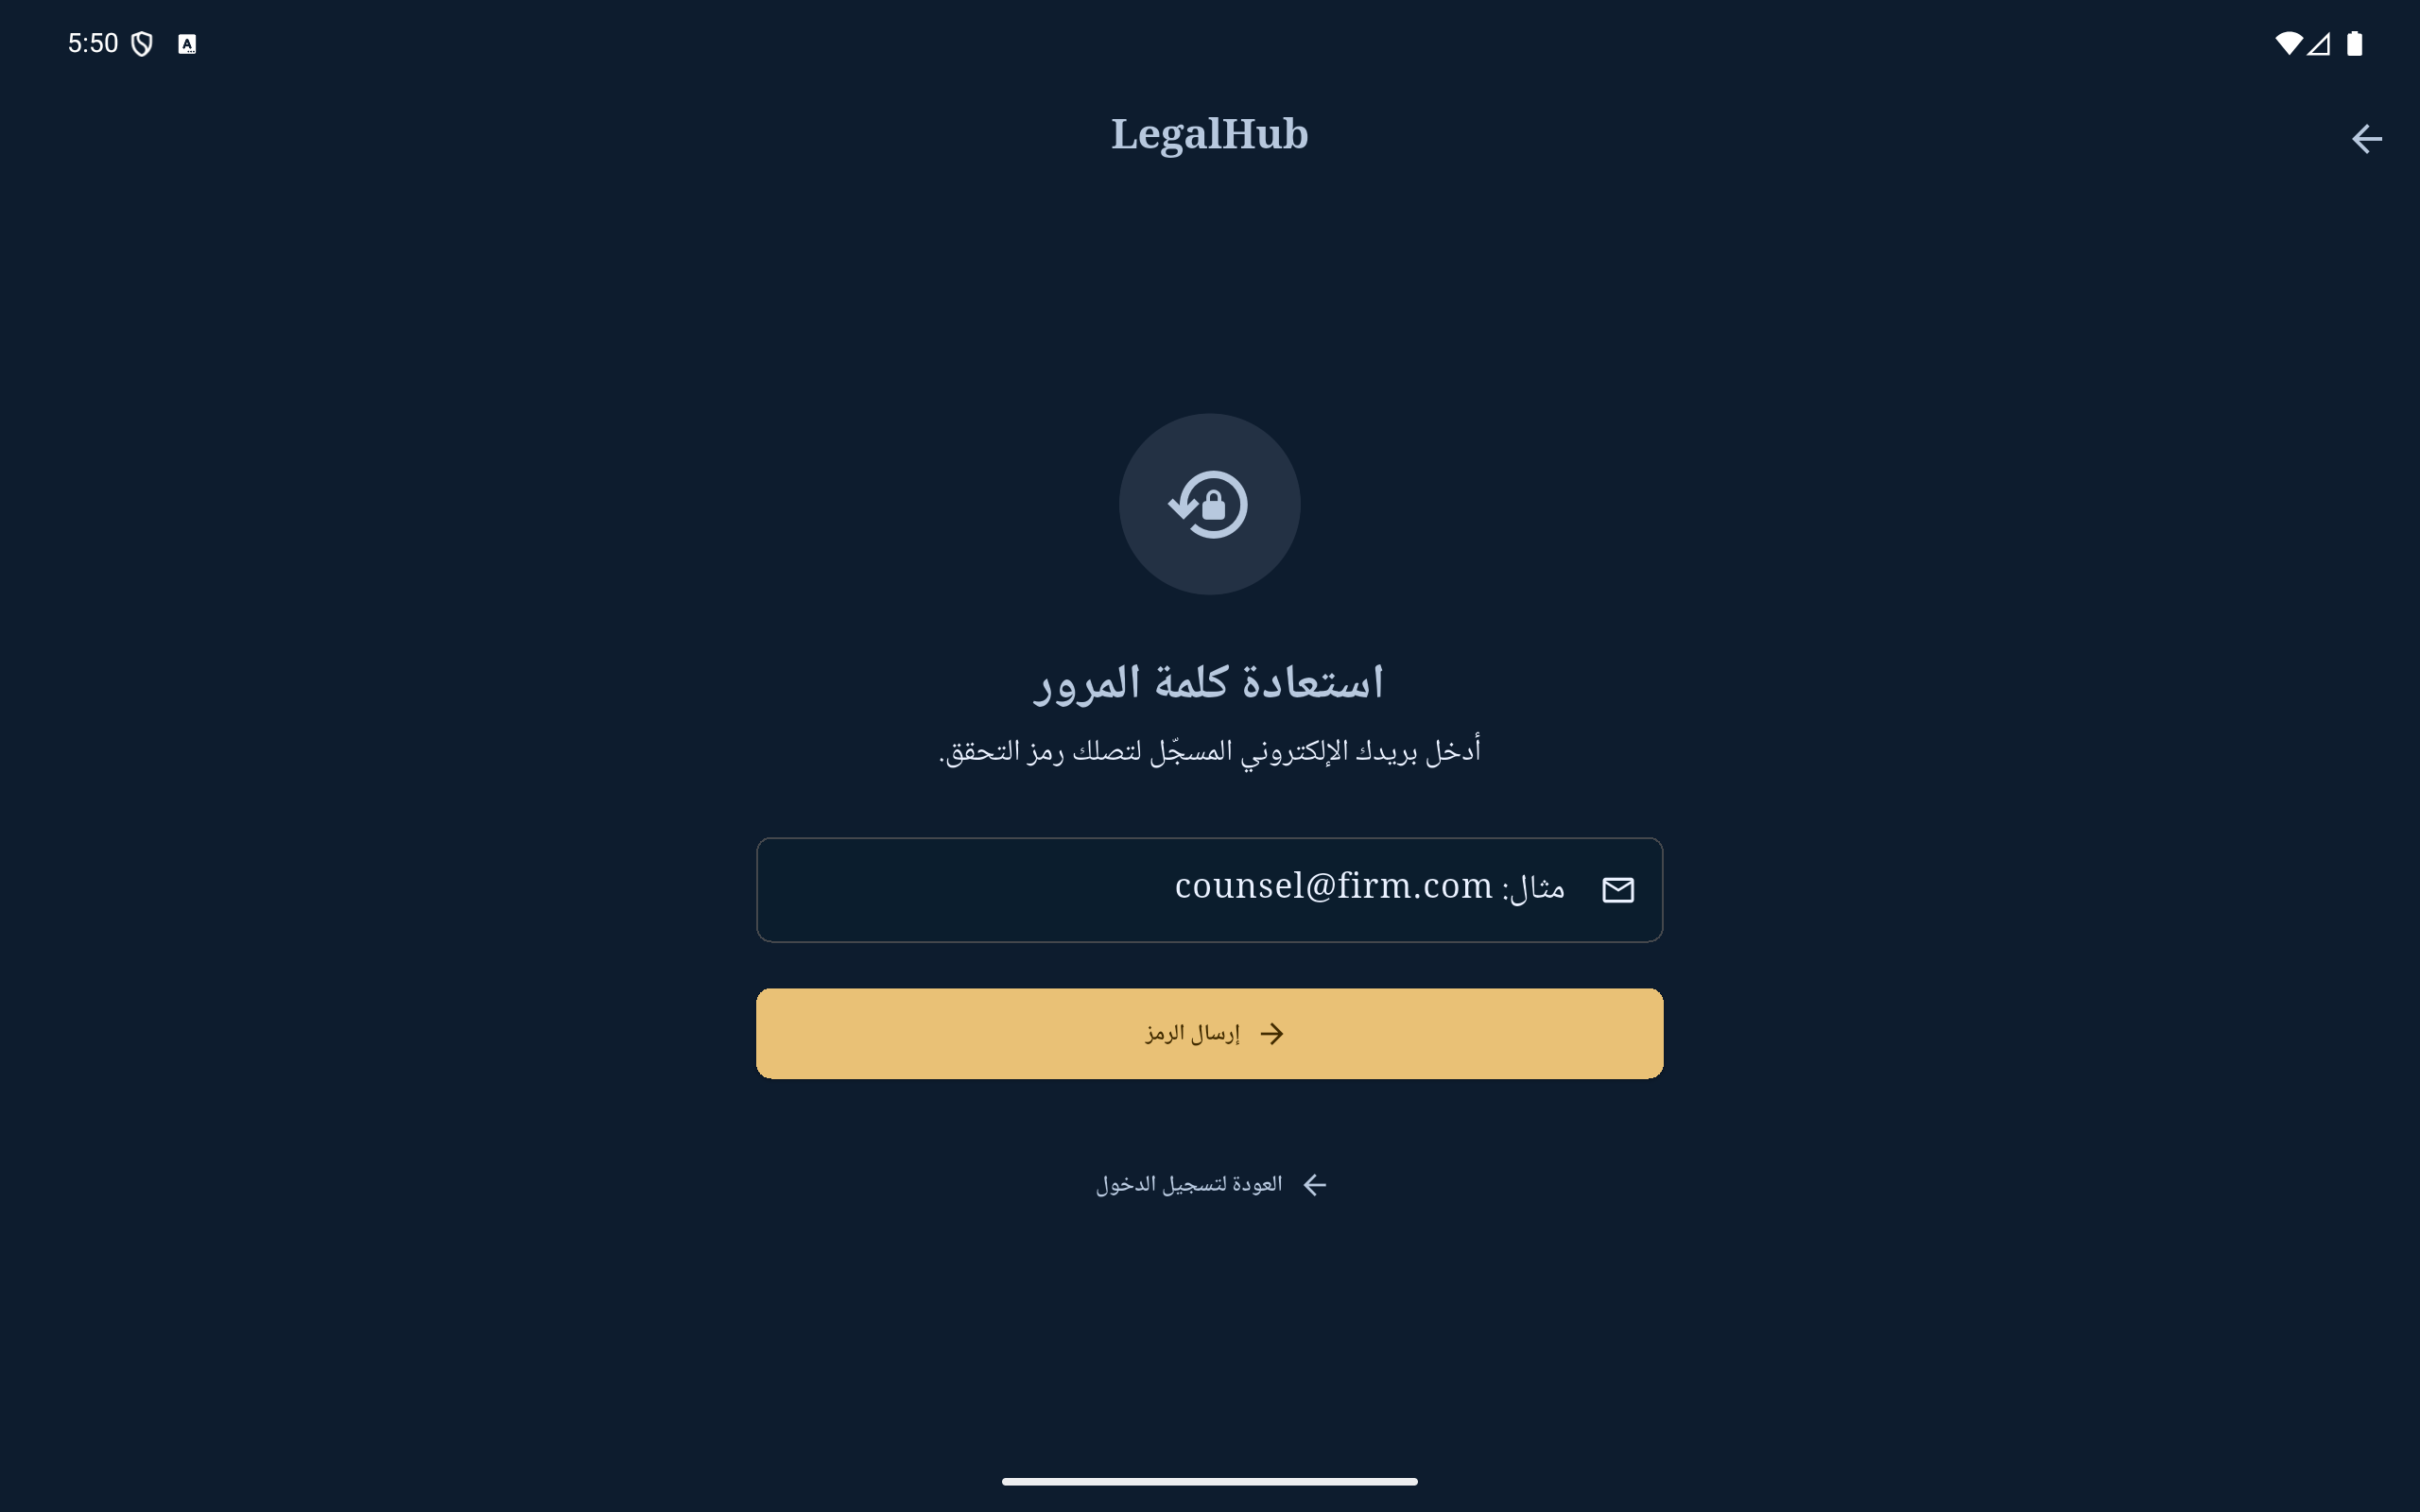 5:50
LegalHub
استعادة كلمة المرور
أدخل بريدك الإلكتروني المسجّل لتصلك رمز التحقق.
مثال: counsel@firm.com
إرسال الرمز
العودة لتسجيل الدخول